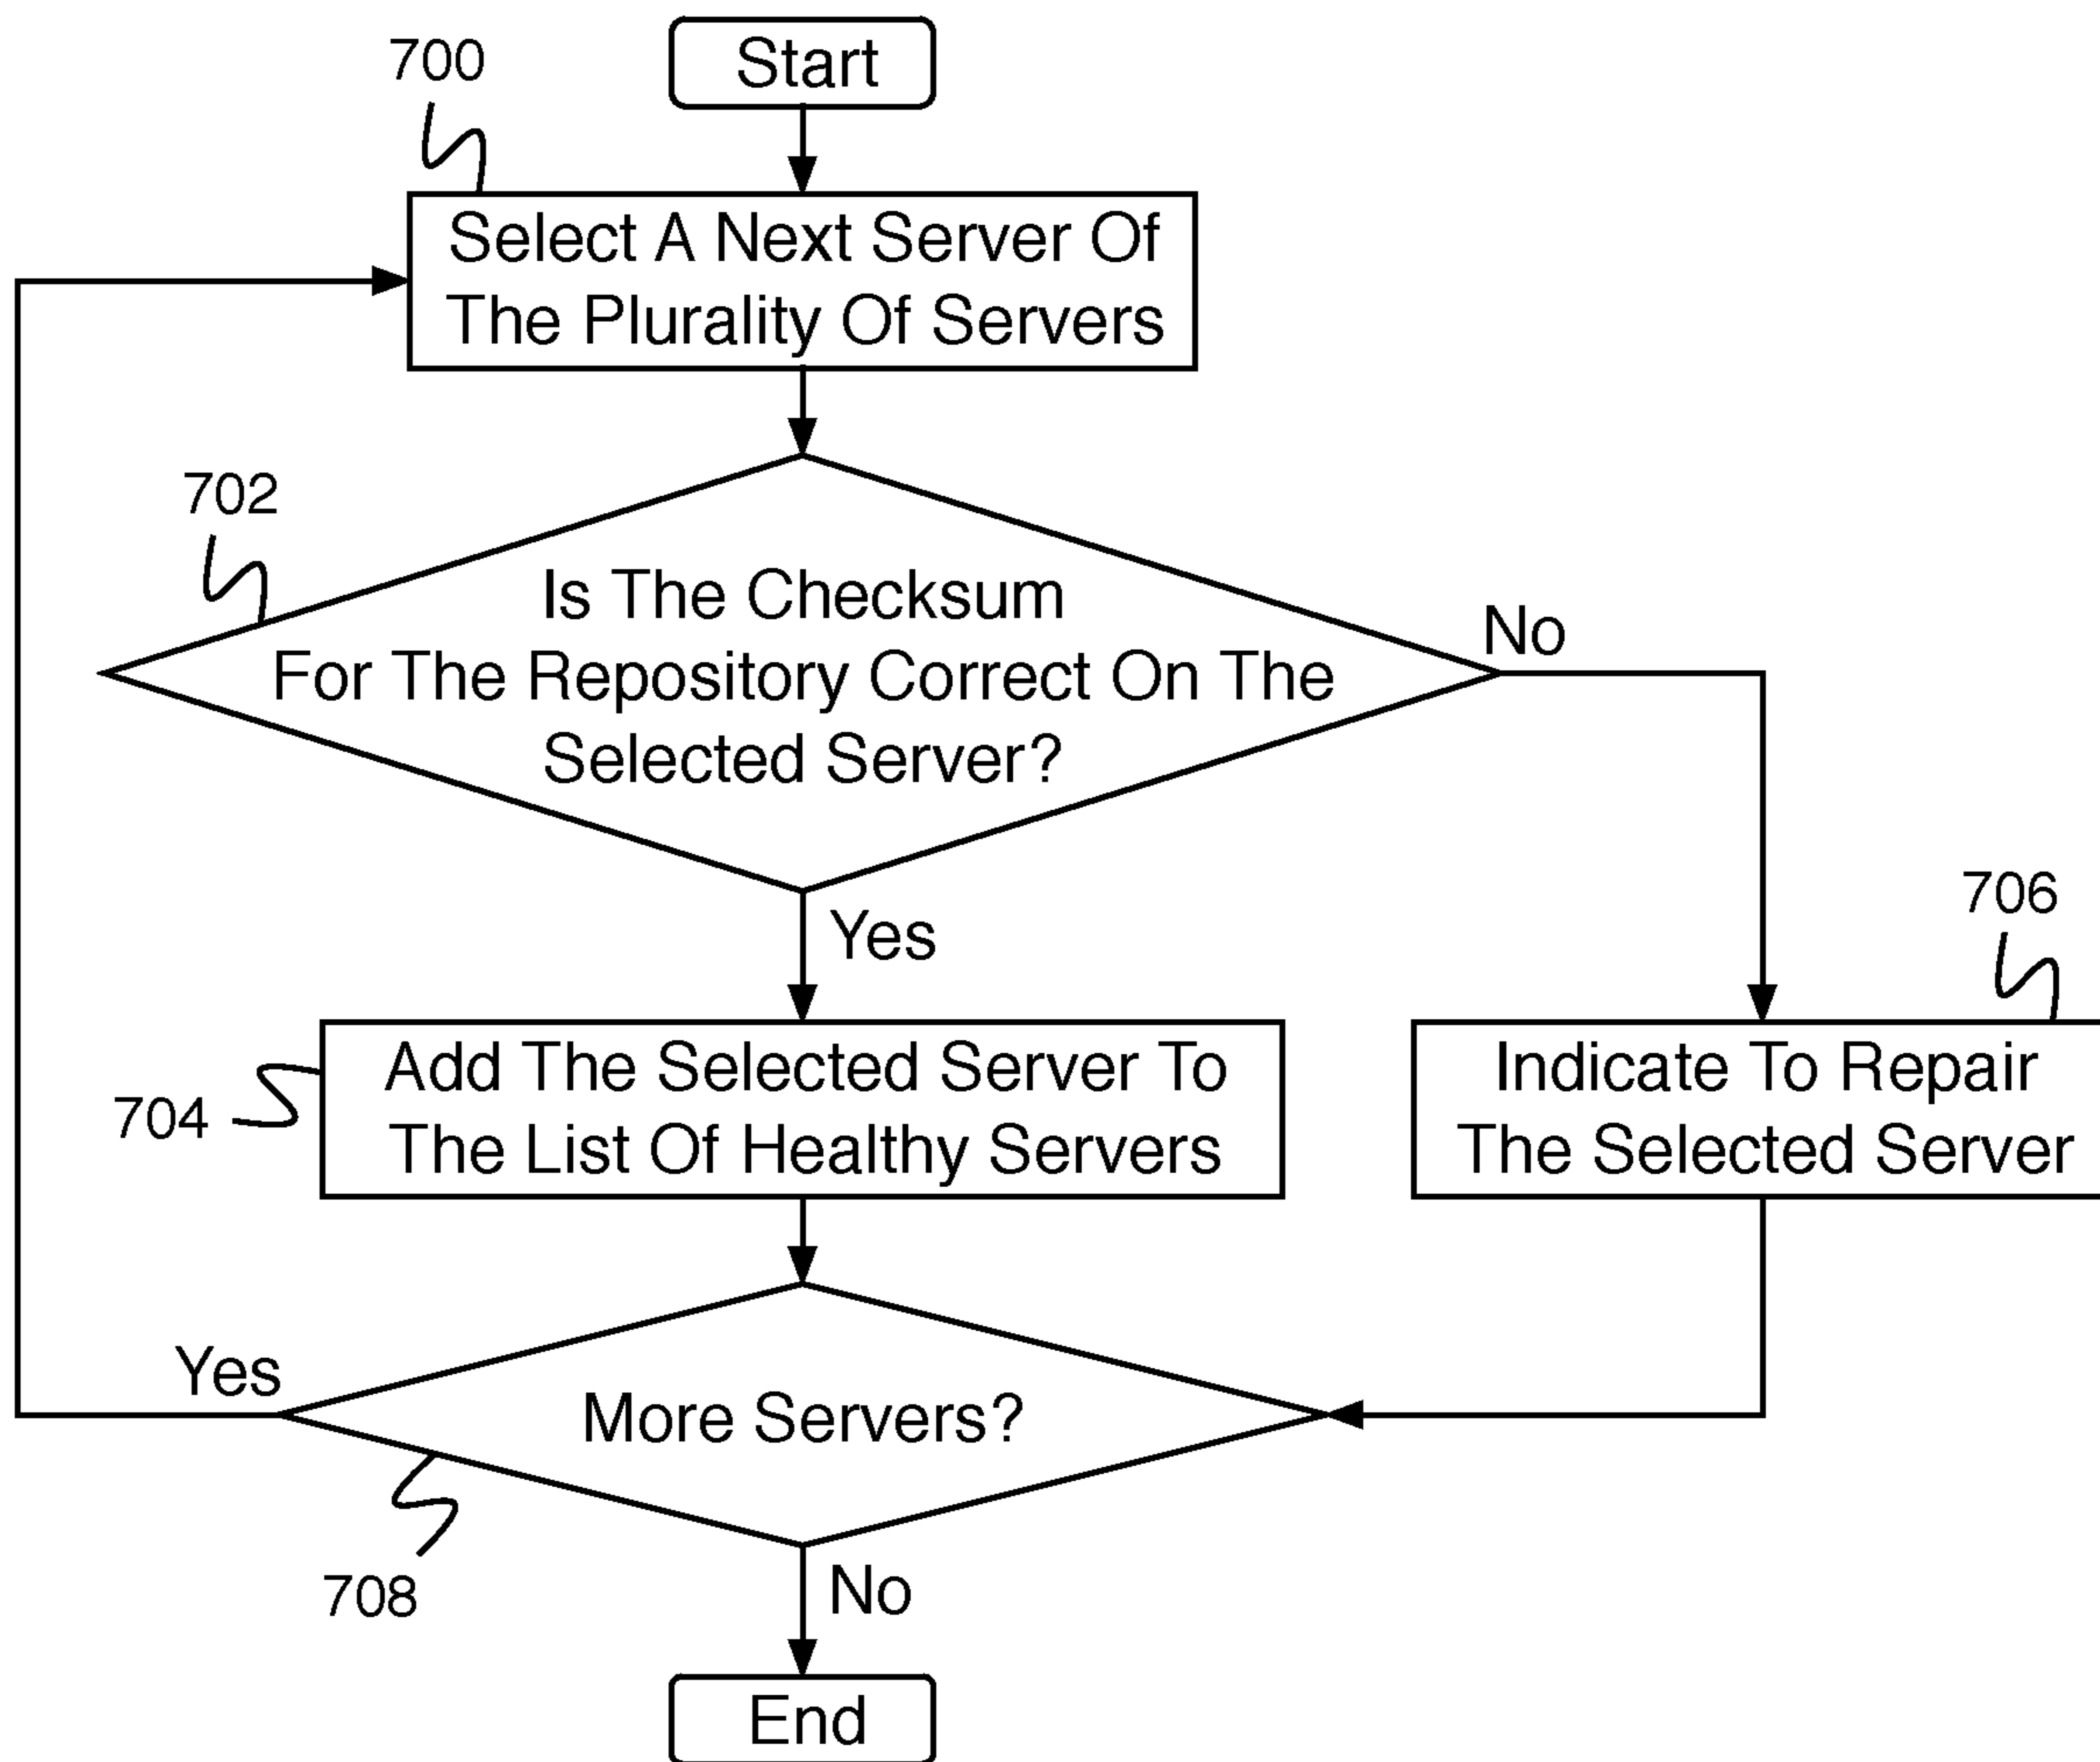 Start
700
Select A Next Server Of
The Plurality Of Servers
702
Is The Checksum
For The Repository Correct On The
Selected Server?
No
Yes
706
704
Add The Selected Server To
The List Of Healthy Servers
Indicate To Repair
The Selected Server
Yes
More Servers?
708
No
End